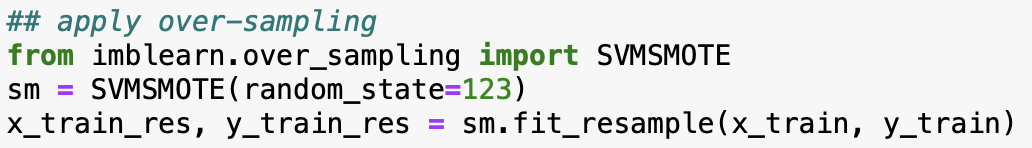 ## apply over-sampling
from imblearn.over_sampling import SVMSMOTE
sm = SVMSMOTE(random_state=123)
x_train_res, y_train_res = sm.fit_resample(x_train, y_train)